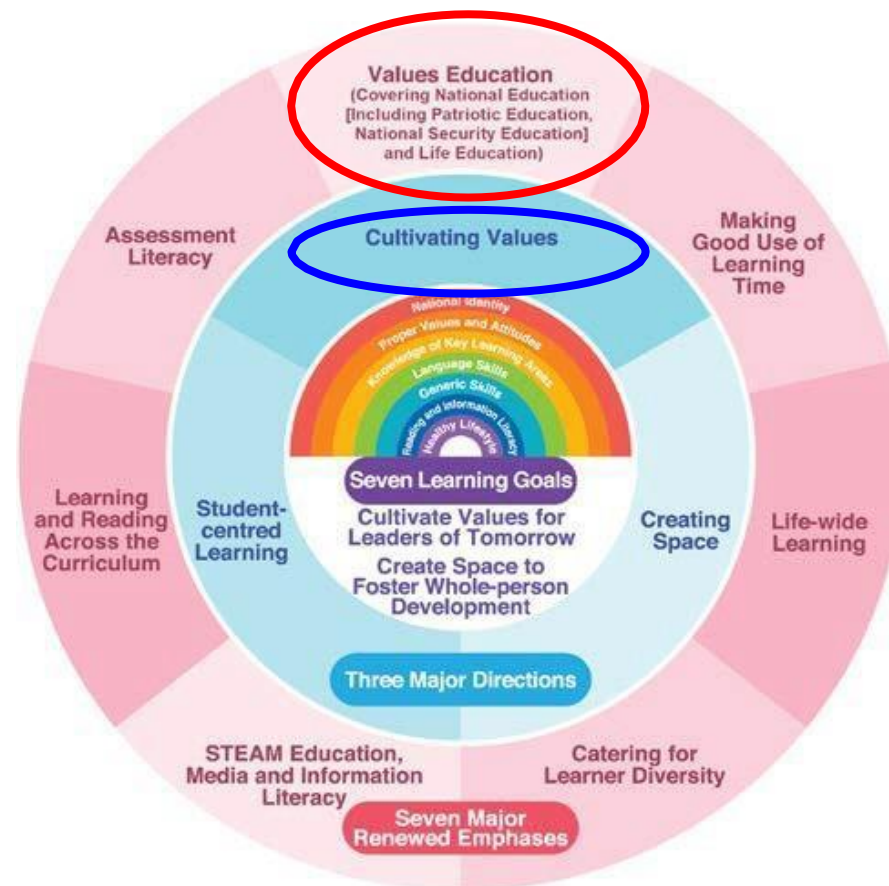 Values Education
(Covering National Education
[Including Patriotic Education,
National Security Education]
and Life Education)
Assessment
Literacy
Cultivating Values
Making
Good Use of
Learning
Time
National Identity
Proper Values and Attitudes
Knowledge of Key Learning Areas
Language Skills
Generic Skills
Reading and Information Literacy
Healthy Lifestyle
Seven Learning Goals
Cultivate Values for
Leaders of Tomorrow
Create Space to
Foster Whole-person
Development
Learning
and Reading
Across the
Curriculum
Student-
centred
Learning
Creating
Space
Life-wide
Learning
Three Major Directions
STEAM Education,
Media and Information
Literacy
Catering for
Learner Diversity
Seven Major
Renewed Emphases